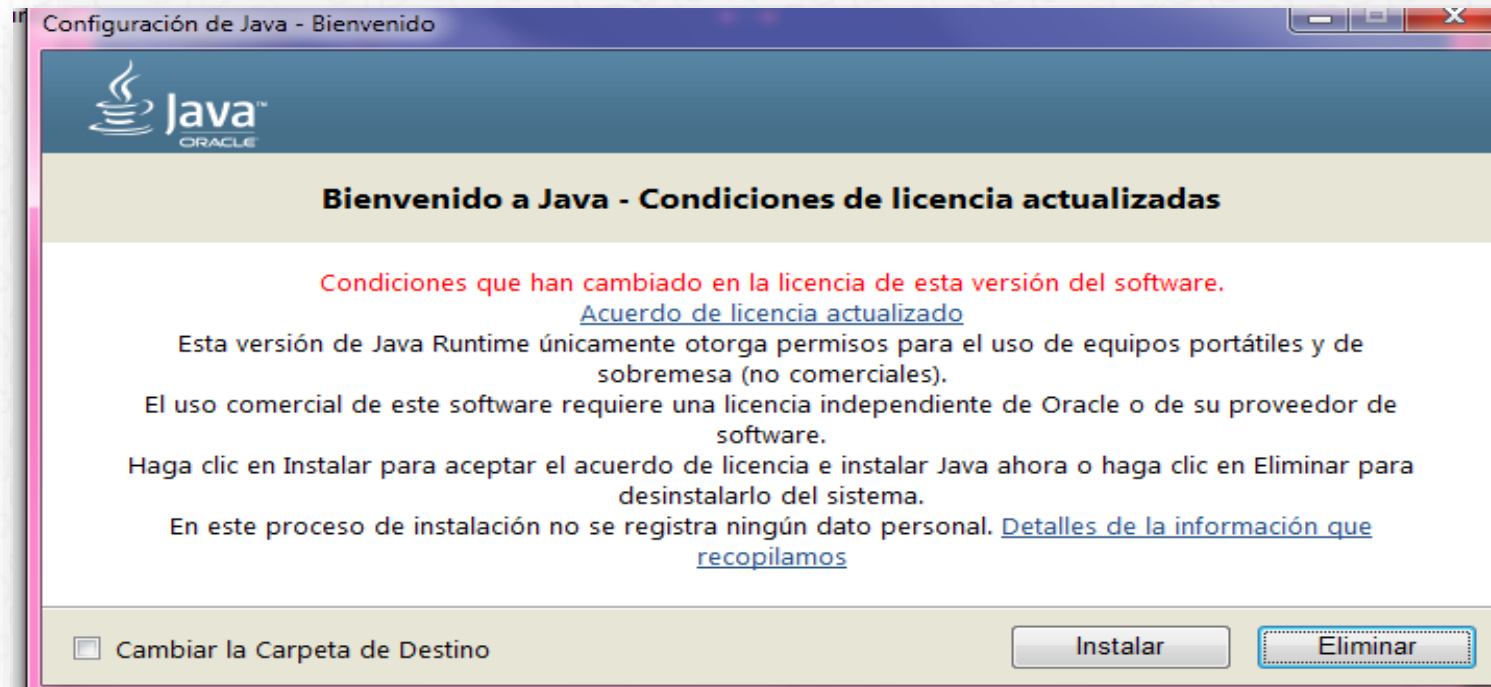 Configuración de Java - Bienvenido
Java™
ORACLE
Bienvenido a Java - Condiciones de licencia actualizadas
Condiciones que han cambiado en la licencia de esta versión del software.
Acuerdo de licencia actualizado
Esta versión de Java Runtime únicamente otorga permisos para el uso de equipos portátiles y de
sobremesa (no comerciales).
El uso comercial de este software requiere una licencia independiente de Oracle o de su proveedor de
software.
Haga clic en Instalar para aceptar el acuerdo de licencia e instalar Java ahora o haga clic en Eliminar para
desinstalarlo del sistema.
En este proceso de instalación no se registra ningún dato personal. Detalles de la información que
recopilamos
Cambiar la Carpeta de Destino
Instalar
Eliminar